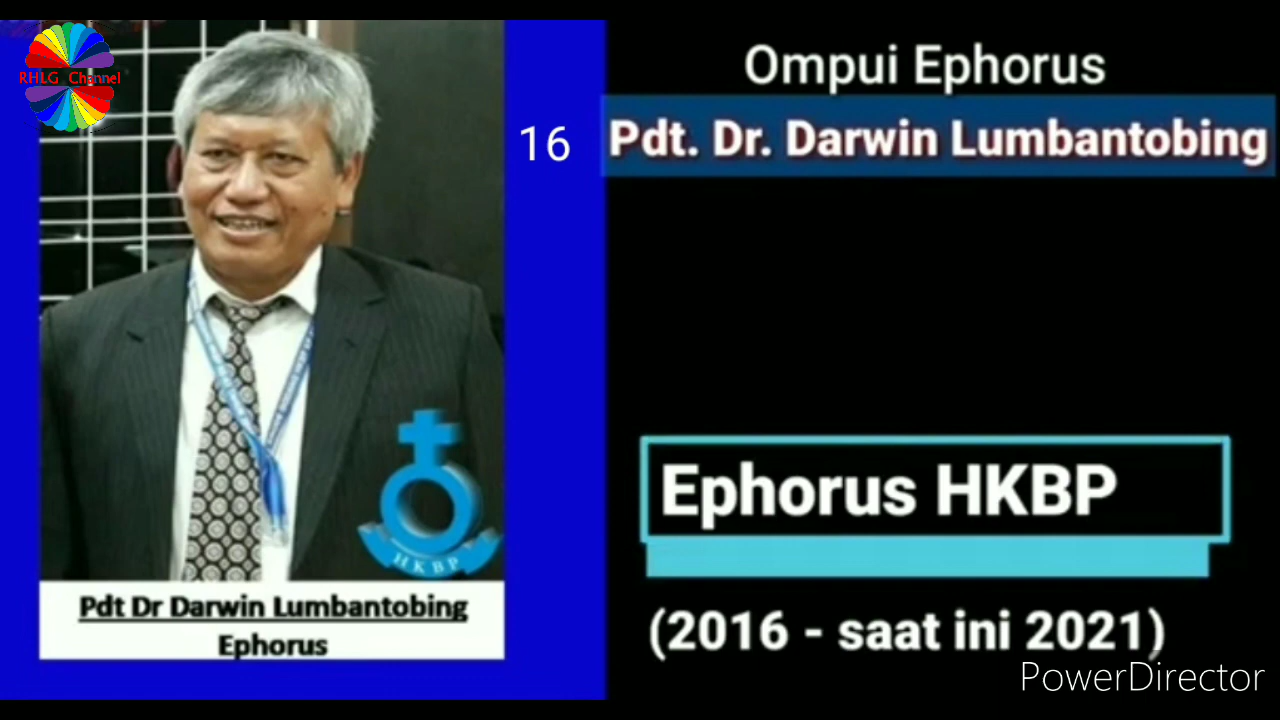 RHLG Channel
Ompui Ephorus
16
Pdt. Dr. Darwin Lumbantobing
HKBP
Pdt Dr Darwin Lumbantobing
Ephorus
Ephorus HKBP
(2016 - saat ini 2021)
PowerDirector